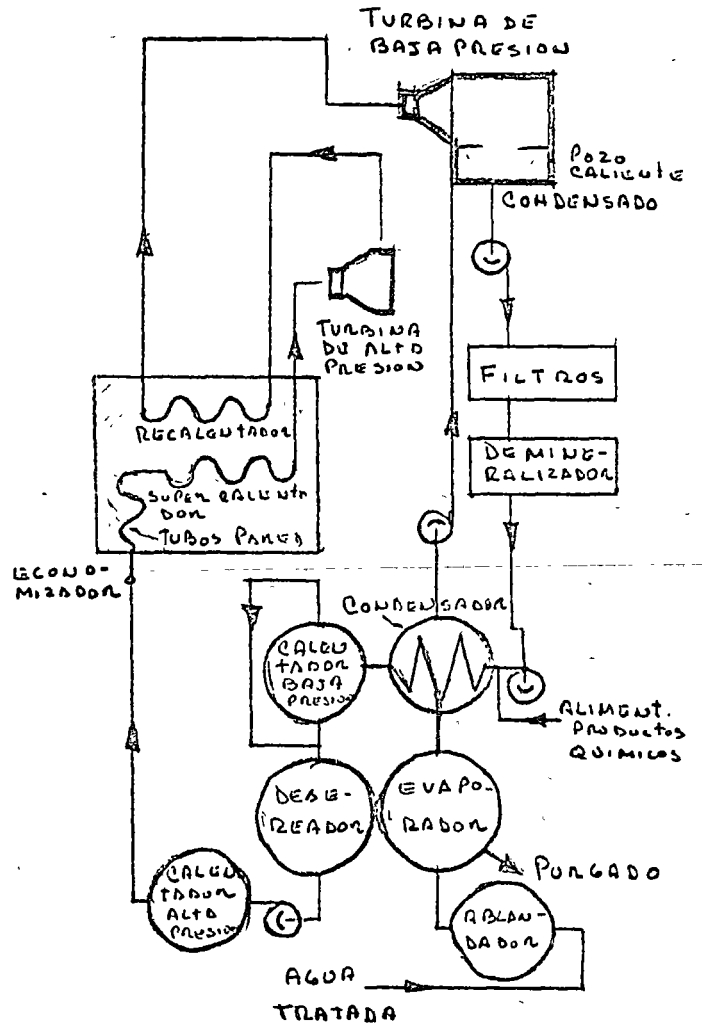 TURBINA DE
BAJA PRESION
POZO
CALIENTE
CONDENSADO
TURBINA
DE ALTA
PRESION
FILTROS
RECALENTADOR
DEMINE-
RALIZADOR
SUPER CALENTA
DOR
TUBOS PARED
ECONO-
MIZADOR
CONDENSADOR
CALEN
TADOR
BAJA
PRESION
ALIMENT.
PRODUCTOS
QUIMICOS
DESE-
READOR
EVAPO-
RADOR
PURGADO
CALEN
TADOR
ALTA
PRESION
ABLAN-
DADOR
AGUA
TRATADA